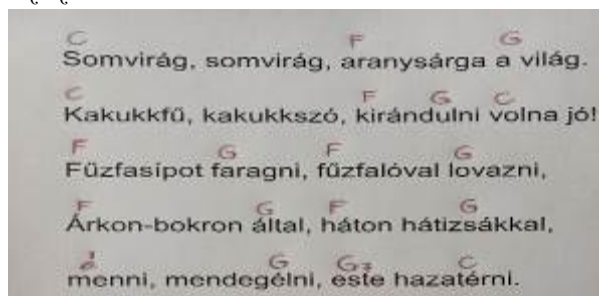 C F G
Somvirág, somvirág, aranysárga a világ.
C F G C
Kakukkfű, kakukkszó, kirándulni volna jó!
F G F G
Fűzfasípot faragni, fűzfalóval lovazni,
F G F G
Árkon-bokron által, háton hátizsákkal,
G G7 C
menni, mendegélni, este hazatérni.